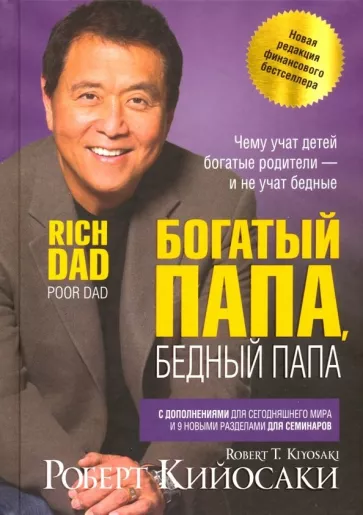 Новая
редакция
финансового
бестселлера
Чему учат детей
богатые родители —
и не учат бедные
RICH
DAD
POOR DAD
БОГАТЫЙ
ПАПА,
БЕДНЫЙ ПАПА
С ДОПОЛНЕНИЯМИ ДЛЯ СЕГОДНЯШНЕГО МИРА
И 9 НОВЫМИ РАЗДЕЛАМИ ДЛЯ СЕМИНАРОВ
ROBERT T. KIYOSAKI
РОБЕРТ КИЙОСАКИ